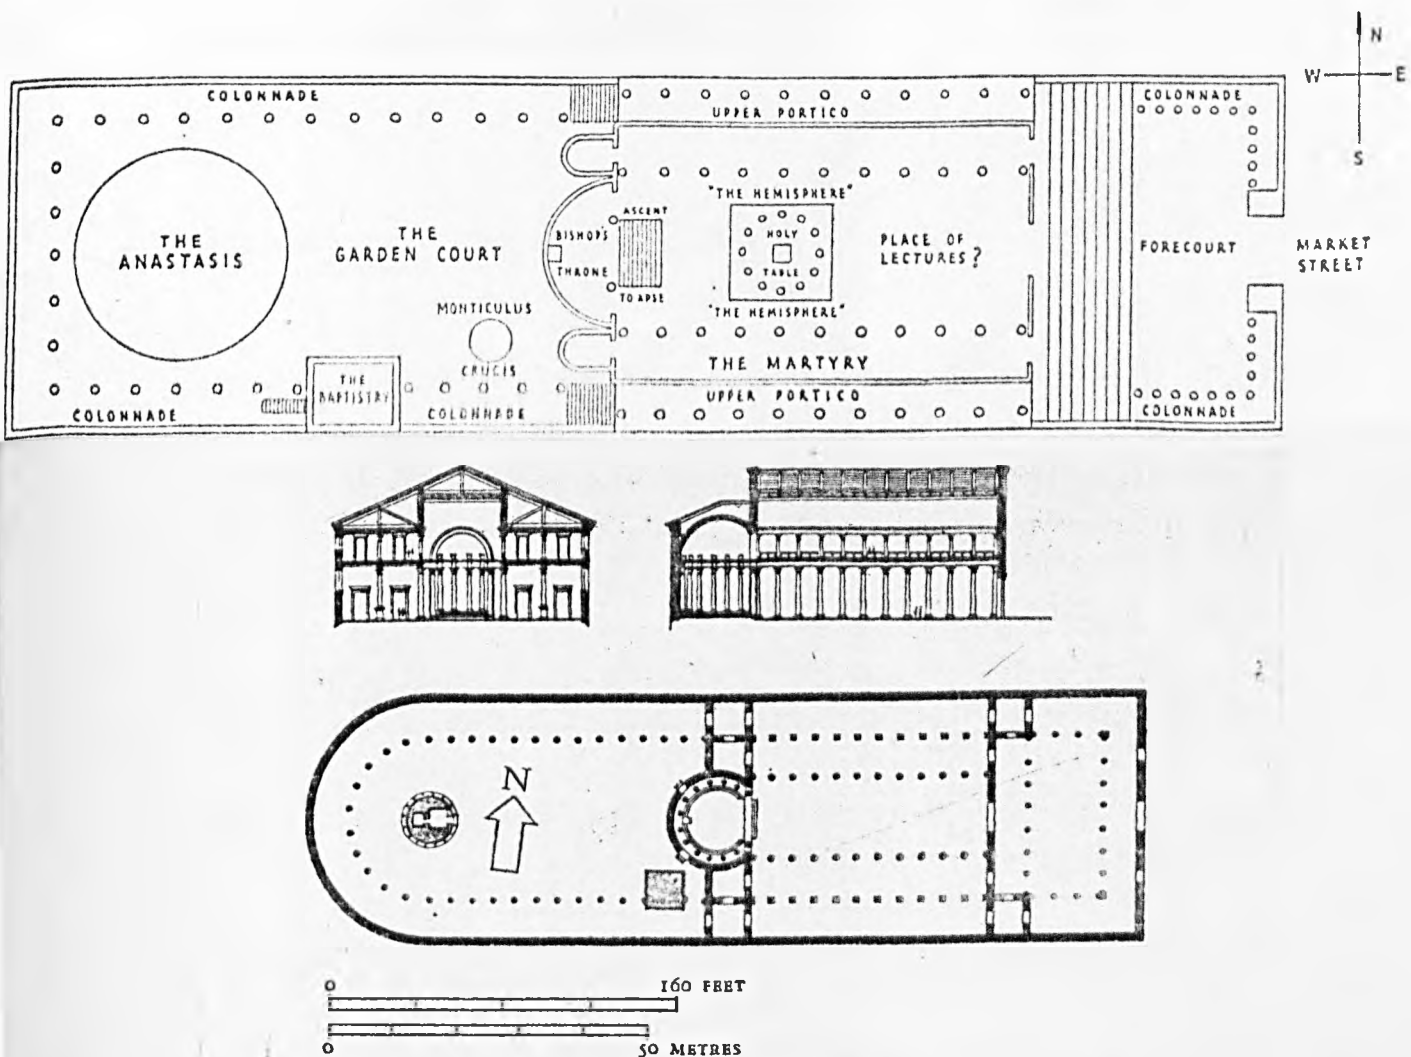 N
W E
S
COLONNADE
UPPER PORTICO
COLONNADE
"THE HEMISPHERE"
ASCENT
THE
ANASTASIS
THE
GARDEN COURT
BISHOP'S
THRONE
TO APSE
HOLY
TABLE
PLACE OF
LECTURES?
FORECOURT
MARKET
STREET
MONTICULUS
CRUCIS
"THE HEMISPHERE"
THE MARTYRY
THE
BAPTISTRY
COLONNADE
COLONNADE
UPPER PORTICO
COLONNADE
N
0 160 FEET
0 50 METRES